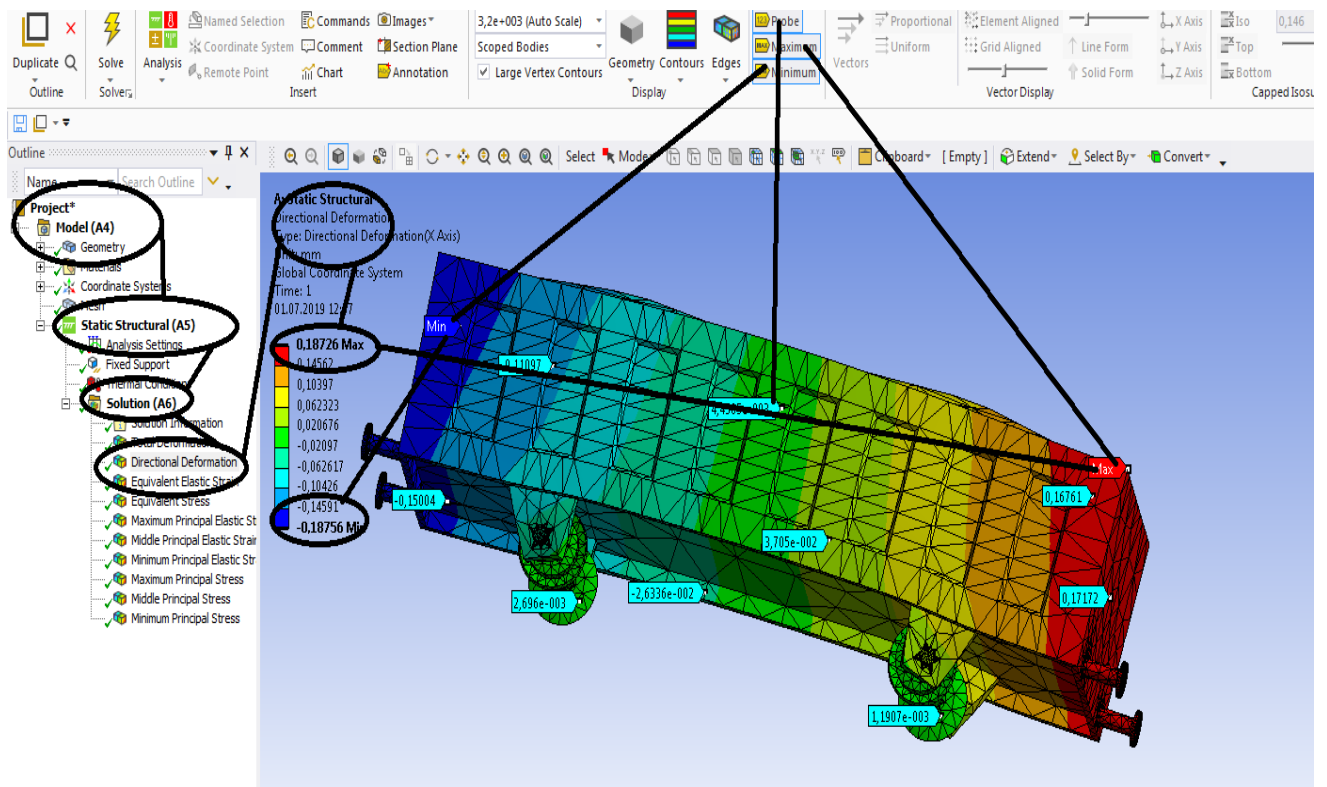 Named Selection
Commands
Images
3,2e+003 (Auto Scale)
Probe
Proportional
Element Aligned
X Axis
Iso
0,146
Duplicate
Solve
Analysis
Coordinate System
Comment
Section Plane
Scoped Bodies
Geometry
Contours
Edges
Maximum
Vectors
Uniform
Grid Aligned
Line Form
Y Axis
Top
Remote Point
Chart
Annotation
Large Vertex Contours
Minimum
Solid Form
Z Axis
Bottom
Outline
Solver
Insert
Display
Vector Display
Capped Isosu
Outline
Select
Mode
Clipboard
[Empty]
Extend
Select By
Convert
Name
Search Outline
Project*
Model (A4)
Geometry
Materials
Coordinate Systems
Mesh
Static Structural (A5)
Analysis Settings
Fixed Support
Solution (A6)
Solution Information
Directional Deformation
Equivalent Elastic Strain
Equivalent Stress
Maximum Principal Elastic St
Middle Principal Elastic Strain
Minimum Principal Elastic Str
Maximum Principal Stress
Middle Principal Stress
Minimum Principal Stress
A: Static Structural
Directional Deformation
Type: Directional Deformation(X Axis)
Unit: mm
Global Coordinate System
Time: 1
01.07.2019
0,18726 Max
0,14562
0,10397
0,062323
0,020676
-0,02097
-0,062617
-0,10426
-0,14591
-0,18756 Min
Min
-0,11097
Max
0,16761
-0,15004
3,705e-002
2,696e-003
-2,6336e-002
0,17172
1,1907e-003